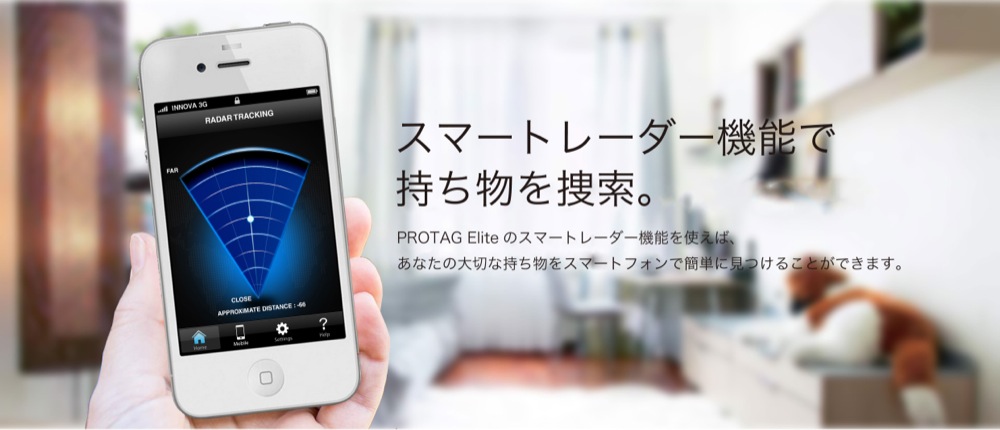 INNOVA 3G
RADAR TRACKING
FAR
CLOSE
APPROXIMATE DISTANCE : -66
Home
Mobile
Settings
Help
スマートレーダー機能で
持ち物を捜索。
PROTAG Elite のスマートレーダー機能を使えば、
あなたの大切な持ち物をスマートフォンで簡単に見つけることができます。